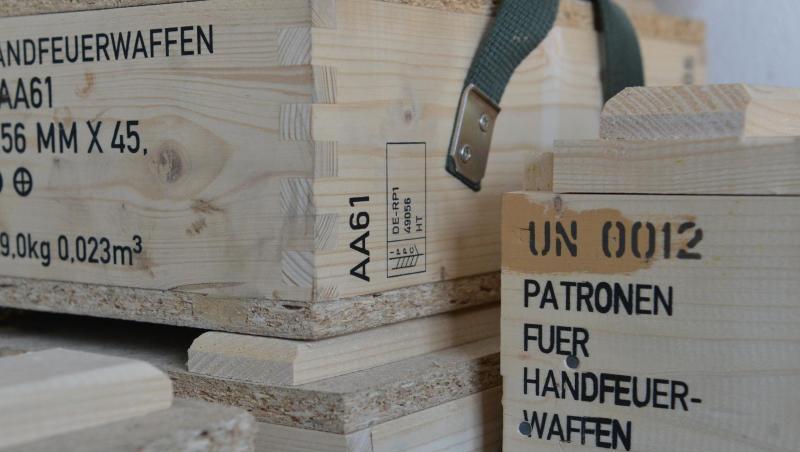 ANDFEUERWAFFEN
AA61
56 MM X 45,
9,0kg 0,023m³
AA61
DE-RP1
49056
HT
UN 0012
PATRONEN
FUER
HANDFEUER-
WAFFEN